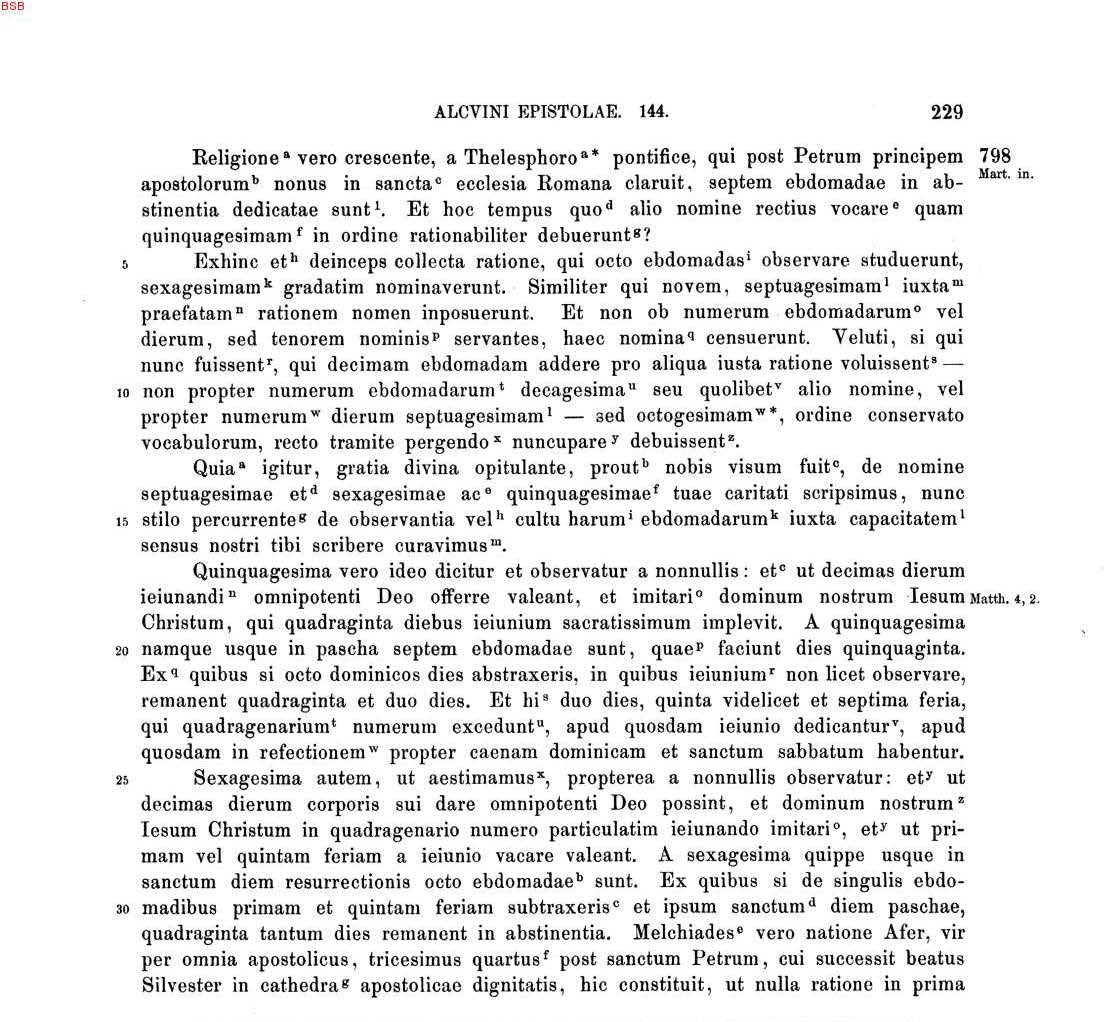 BSB
ALCVINI EPISTOLAE. 144. 229
Religione ᵃ vero crescente, a Thelesphoro ᵃ* pontifice, qui post Petrum principem 798
apostolorum ᵇ nonus in sancta ᶜ ecclesia Romana claruit, septem ebdomadae in ab- Mart. in.
stinentia dedicatae sunt ¹. Et hoc tempus quo ᵈ alio nomine rectius vocare ᵉ quam
quinquagesimam ᶠ in ordine rationabiliter debuerunt ᵍ?
5 Exhinc et ʰ deinceps collecta ratione, qui octo ebdomadas ⁱ observare studuerunt,
sexagesimam ᵏ gradatim nominaverunt. Similiter qui novem, septuagesimam ˡ iuxta ᵐ
praefatam ⁿ rationem nomen inposuerunt. Et non ob numerum ebdomadarum ᵒ vel
dierum, sed tenorem nominis ᵖ servantes, haec nomina q censuerunt. Veluti, si qui
nunc fuissent ʳ, qui decimam ebdomadam addere pro aliqua iusta ratione voluissent ˢ —
10 non propter numerum ebdomadarum ᵗ decagesima ᵘ seu quolibet ᵛ alio nomine, vel
propter numerum ʷ dierum septuagesimam ˡ — sed octogesimam ʷ*, ordine conservato
vocabulorum, recto tramite pergendo ˣ nuncupare ʸ debuissent ᶻ.
Quia ᵃ igitur, gratia divina opitulante, prout ᵇ nobis visum fuit ᶜ, de nomine
septuagesimae et ᵈ sexagesimae ac ᵉ quinquagesimae ᶠ tuae caritati scripsimus, nunc
15 stilo percurrente ᵍ de observantia vel ʰ cultu harum ⁱ ebdomadarum ᵏ iuxta capacitatem ˡ
sensus nostri tibi scribere curavimus ᵐ.
Quinquagesima vero ideo dicitur et observatur a nonnullis: et ᶜ ut decimas dierum
ieiunandi ⁿ omnipotenti Deo offerre valeant, et imitari ᵒ dominum nostrum Iesum Matth. 4, 2.
Christum, qui quadraginta diebus ieiunium sacratissimum implevit. A quinquagesima
20 namque usque in pascha septem ebdomadae sunt, quae ᵖ faciunt dies quinquaginta.
Ex q quibus si octo dominicos dies abstraxeris, in quibus ieiunium ʳ non licet observare,
remanent quadraginta et duo dies. Et hi ˢ duo dies, quinta videlicet et septima feria,
qui quadragenarium ᵗ numerum excedunt ᵘ, apud quosdam ieiunio dedicantur ᵛ, apud
quosdam in refectionem ʷ propter caenam dominicam et sanctum sabbatum habentur.
25 Sexagesima autem, ut aestimamus ˣ, propterea a nonnullis observatur: et ʸ ut
decimas dierum corporis sui dare omnipotenti Deo possint, et dominum nostrum ᶻ
Iesum Christum in quadragenario numero particulatim ieiunando imitari ᵒ, et ʸ ut pri-
mam vel quintam feriam a ieiunio vacare valeant. A sexagesima quippe usque in
sanctum diem resurrectionis octo ebdomadae ᵇ sunt. Ex quibus si de singulis ebdo-
30 madibus primam et quintam feriam subtraxeris ᶜ et ipsum sanctum ᵈ diem paschae,
quadraginta tantum dies remanent in abstinentia. Melchiades ᵉ vero natione Afer, vir
per omnia apostolicus, tricesimus quartus ᶠ post sanctum Petrum, cui successit beatus
Silvester in cathedra ᵍ apostolicae dignitatis, hic constituit, ut nulla ratione in prima